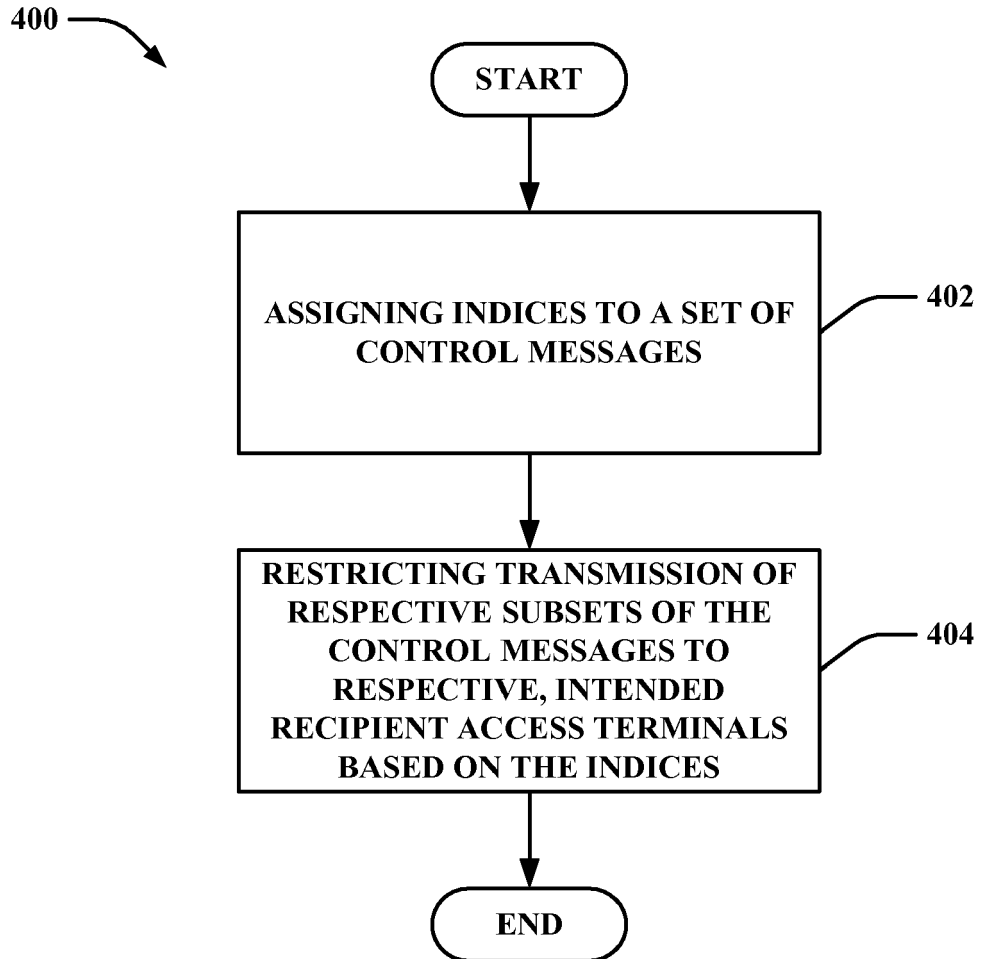 400
START
ASSIGNING INDICES TO A SET OF
CONTROL MESSAGES
402
RESTRICTING TRANSMISSION OF
RESPECTIVE SUBSETS OF THE
CONTROL MESSAGES TO
RESPECTIVE, INTENDED
RECIPIENT ACCESS TERMINALS
BASED ON THE INDICES
404
END